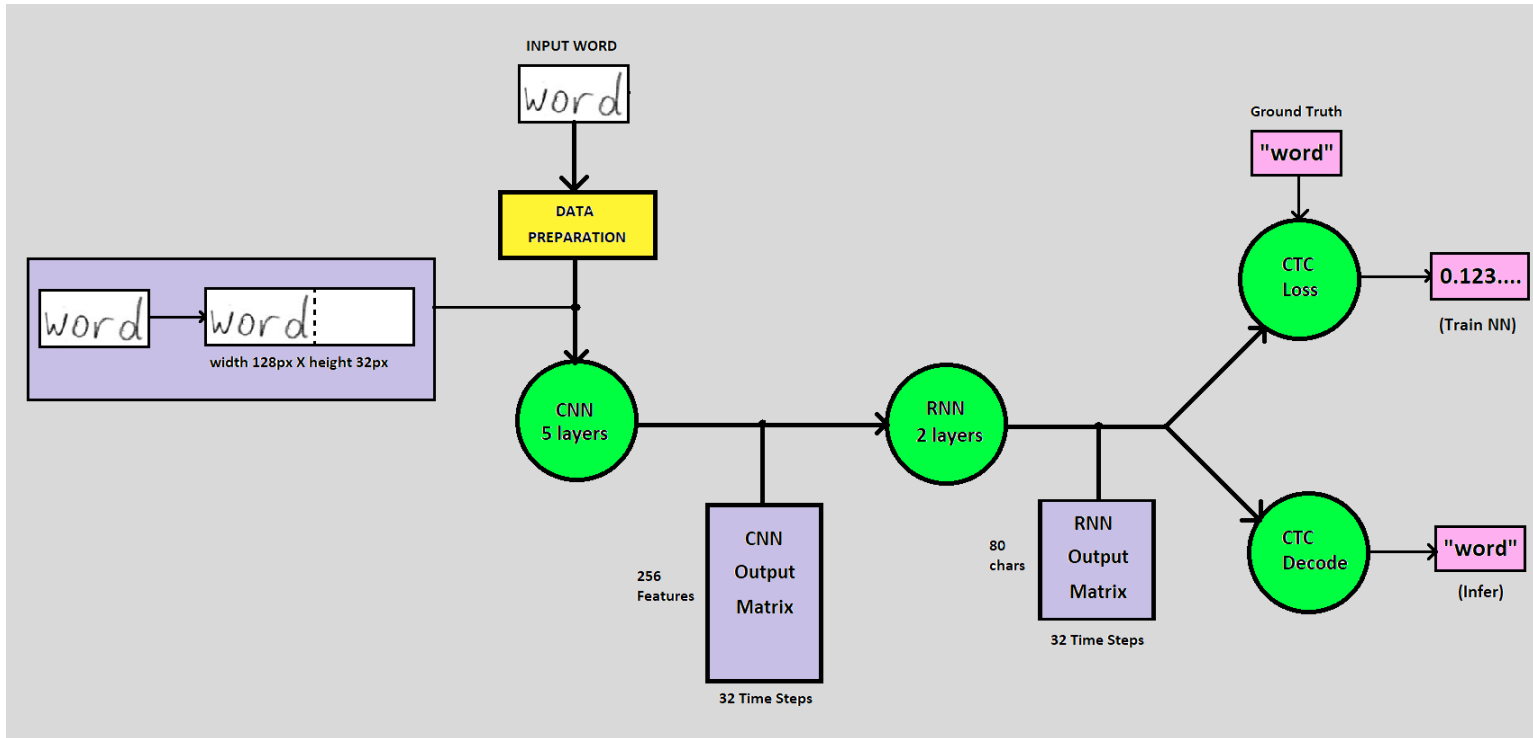 INPUT WORD
word
DATA
PREPARATION
word
word
width 128px X height 32px
CNN
5 layers
CNN
Output
Matrix
256
Features
32 Time Steps
RNN
2 layers
RNN
Output
Matrix
80
chars
32 Time Steps
Ground Truth
"word"
CTC
Loss
0.123....
(Train NN)
CTC
Decode
"word"
(Infer)